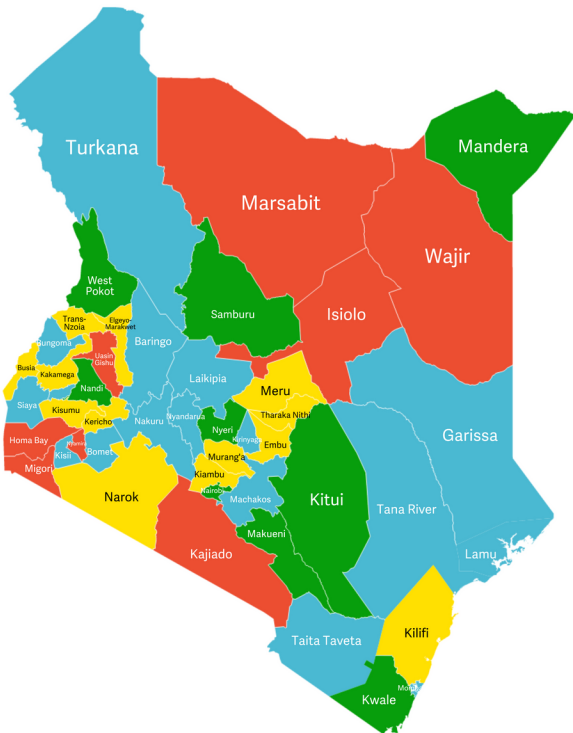 Turkana
Mandera
Marsabit
Wajir
West
Pokot
Samburu
Isiolo
Trans-
Nzoia
Elgeyo-
Marakwet
Bungoma
Baringo
Uasin
Gishu
Busia
Kakamega
Laikipia
Nandi
Meru
Siaya
Kisumu
Tharaka Nithi
Nyandarua
Kericho
Nakuru
Nyeri
Kirinyaga
Garissa
Homa Bay
Nyamira
Embu
Bomet
Kisii
Murang'a
Migori
Kiambu
Narok
Nairobi
Machakos
Kitui
Tana River
Makueni
Kajiado
Lamu
Taita Taveta
Kilifi
Kwale